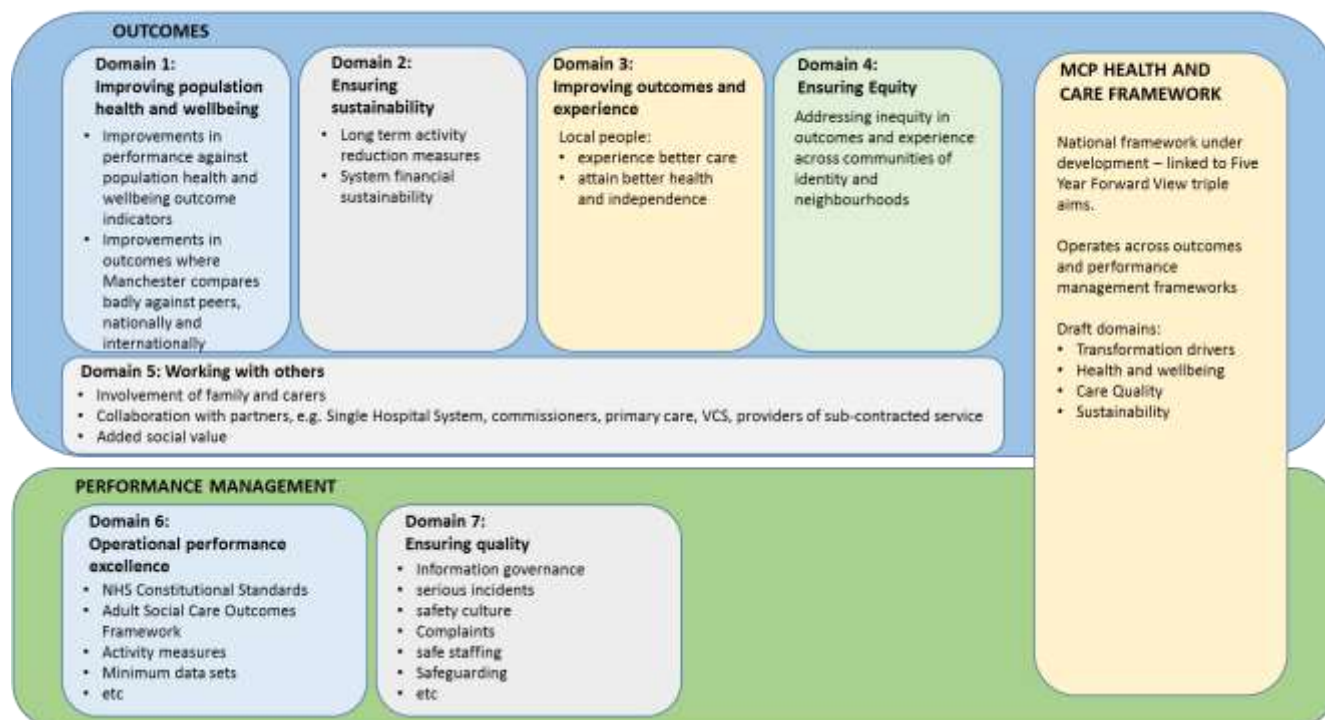 OUTCOMES
Domain 1:
Improving population
health and wellbeing
• Improvements in
performance against
population health and
wellbeing outcome
indicators
• Improvements in
outcomes where
Manchester compares
badly against peers,
nationally and
internationally
Domain 2:
Ensuring
sustainability
• Long term activity
reduction measures
• System financial
sustainability
Domain 3:
Improving outcomes and
experience
Local people:
• experience better care
• attain better health
and independence
Domain 4:
Ensuring Equity
Addressing inequity in
outcomes and experience
across communities of
identity and
neighbourhoods
Domain 5: Working with others
• Involvement of family and carers
• Collaboration with partners, e.g. Single Hospital System, commissioners, primary care, VCS, providers of sub-contracted service
• Added social value
MCP HEALTH AND
CARE FRAMEWORK
National framework under
development – linked to Five
Year Forward View triple
aims.
Operates across outcomes
and performance
management frameworks
Draft domains:
• Transformation drivers
• Health and wellbeing
• Care Quality
• Sustainability
PERFORMANCE MANAGEMENT
Domain 6:
Operational performance
excellence
• NHS Constitutional Standards
• Adult Social Care Outcomes
Framework
• Activity measures
• Minimum data sets
• etc
Domain 7:
Ensuring quality
• Information governance
• serious incidents
• safety culture
• Complaints
• safe staffing
• Safeguarding
• etc